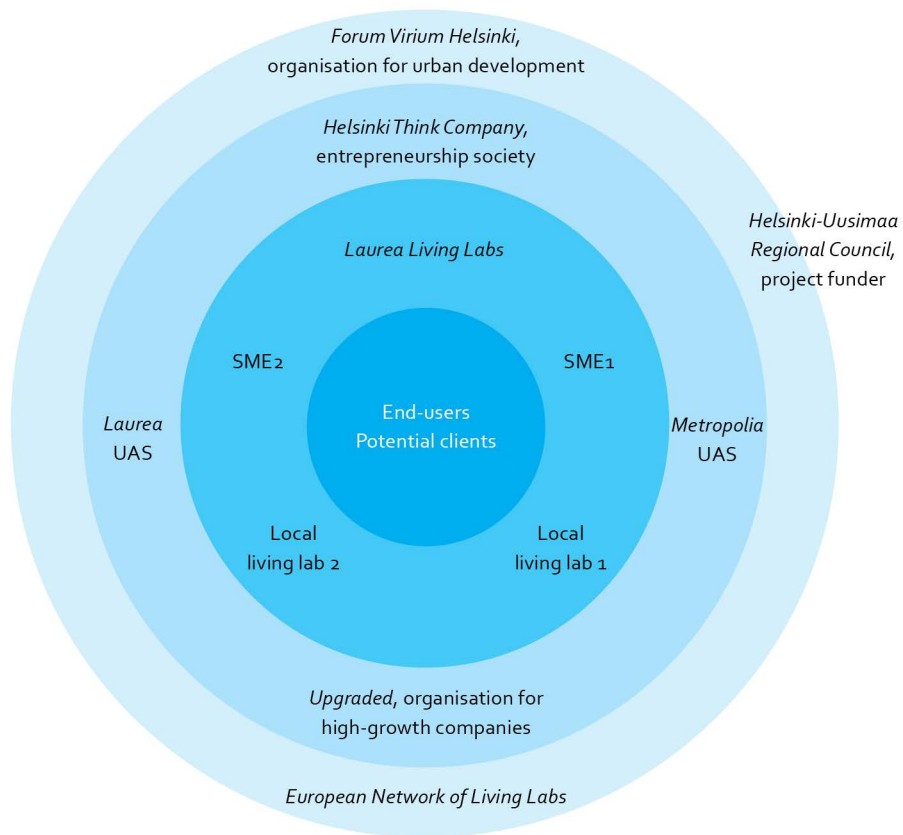 Forum Virium Helsinki,
organisation for urban development
Helsinki Think Company,
entrepreneurship society
Helsinki-Uusimaa
Regional Council,
project funder
Laurea Living Labs
SME2
SME1
End-users
Potential clients
Laurea
UAS
Metropolia
UAS
Local
living lab 2
Local
living lab 1
Upgraded, organisation for
high-growth companies
European Network of Living Labs